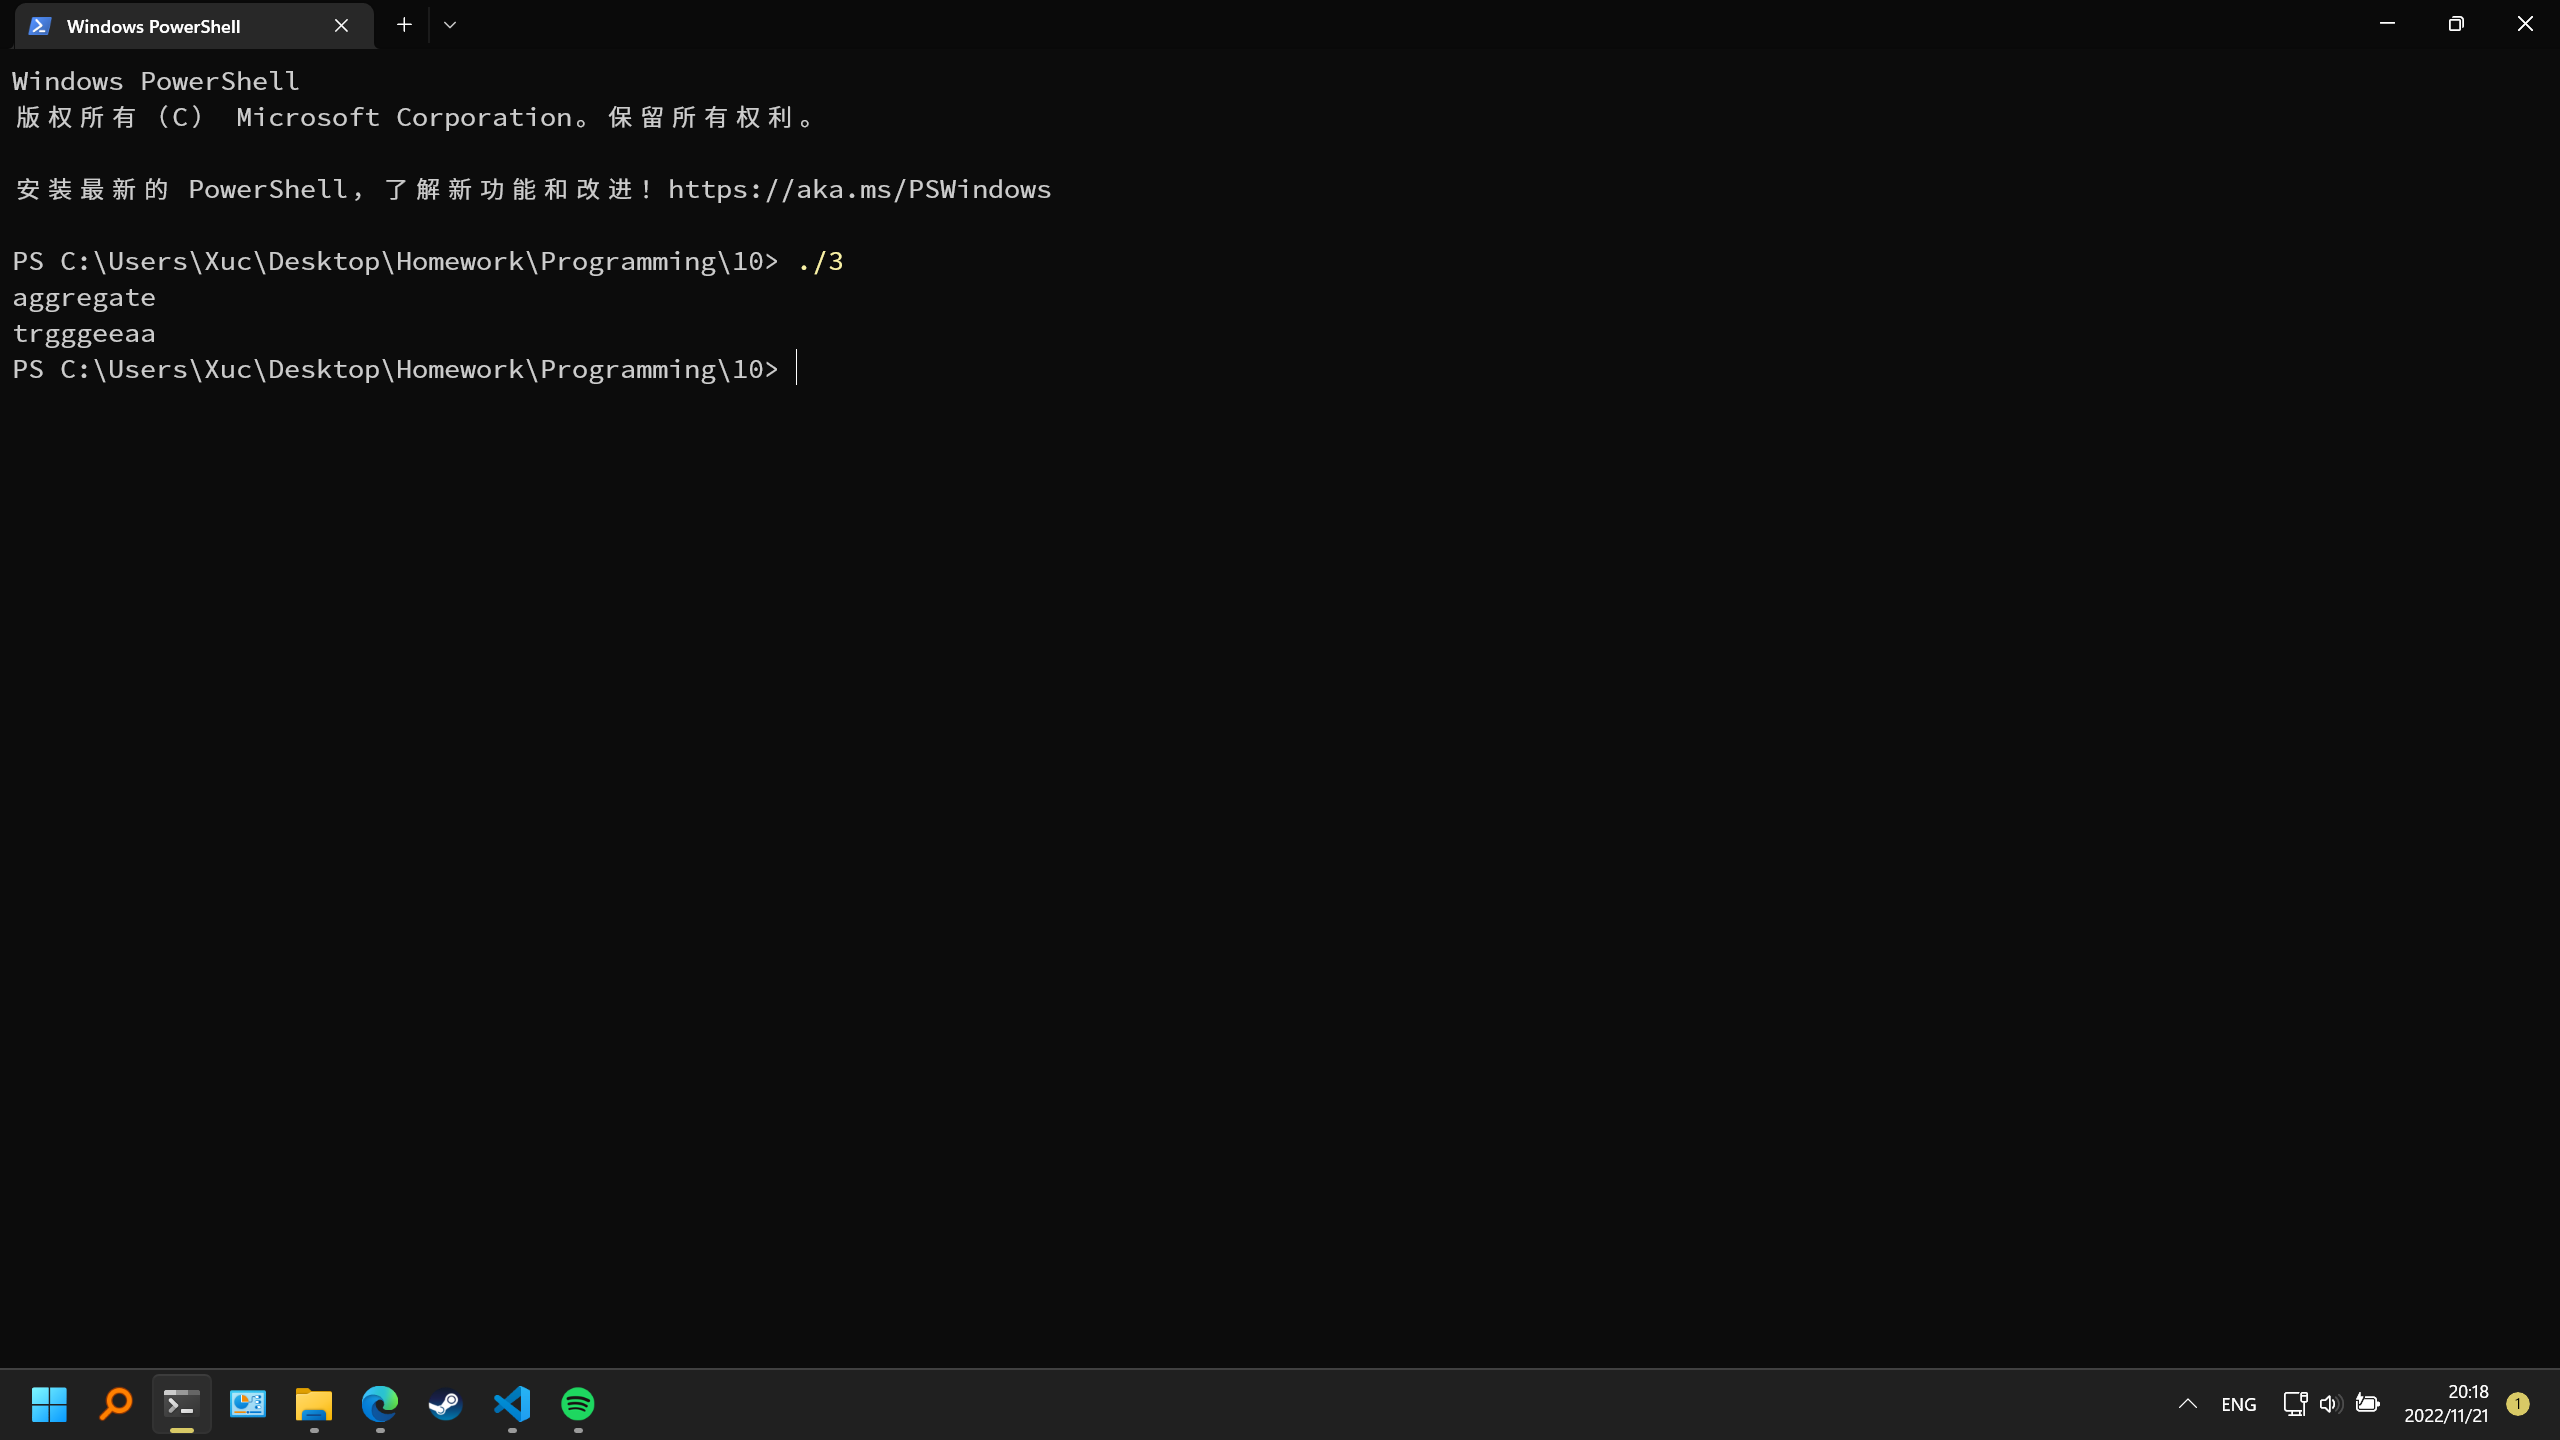 Windows PowerShell
Windows PowerShell
版权所有（C） Microsoft Corporation。保留所有权利。
安装最新的 PowerShell，了解新功能和改进！https://aka.ms/PSWindows
PS C:\Users\Xuc\Desktop\Homework\Programming\10> ./3
aggregate
trgggeeaa
PS C:\Users\Xuc\Desktop\Homework\Programming\10>
ENG
20:18
2022/11/21
1